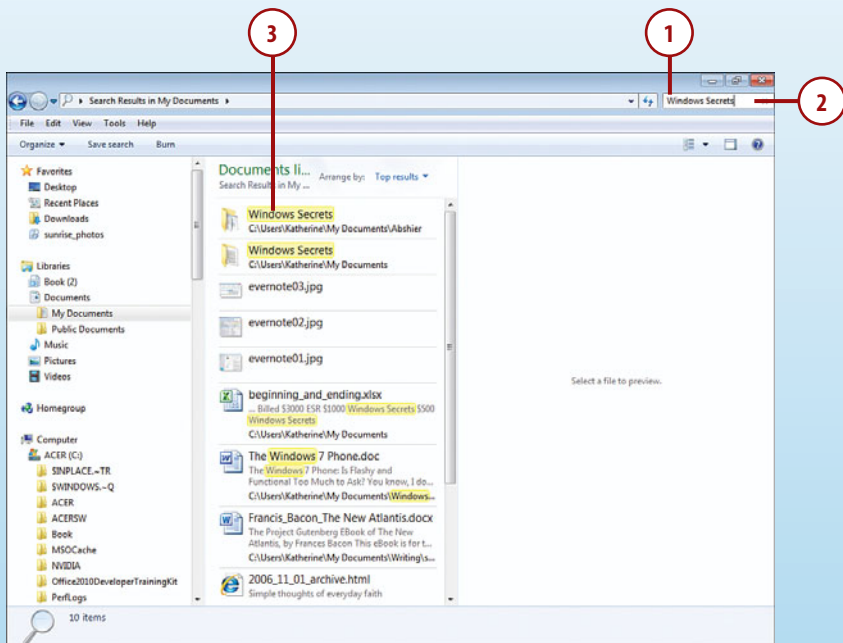 3
1
2
Search Results in My Documents
Windows Secrets
File Edit View Tools Help
Organize Save search Burn
Favorites
Desktop
Recent Places
Downloads
sunrise_photos
Libraries
Book (2)
Documents
My Documents
Public Documents
Music
Pictures
Videos
Homegroup
Computer
ACER (C:)
SINPLACE.~TR
SWINDOWS.~Q
ACER
ACERSW
Book
MSOCache
NVIDIA
Office2010DeveloperTrainingKit
PerfLogs
Documents li...
Search Results in My ...
Arrange by: Top results
Windows Secrets
C:\Users\Katherine\My Documents\Abshier
Windows Secrets
C:\Users\Katherine\My Documents
evernote03.jpg
evernote02.jpg
evernote01.jpg
beginning_and_ending.xlsx
... Billed $3000 ESR $1000 Windows Secrets $500
Windows Secrets
C:\Users\Katherine\My Documents
The Windows 7 Phone.doc
The Windows 7 Phone: Is Flashy and
Functional Too Much to Ask? You know, I do...
C:\Users\Katherine\My Documents\Windows...
Francis_Bacon_The New Atlantis.docx
The Project Gutenberg EBook of The New
Atlantis, by Frances Bacon This eBook is for t...
C:\Users\Katherine\My Documents\Writing\s...
2006_11_01_archive.html
Simple thoughts of everyday faith
Select a file to preview.
10 items